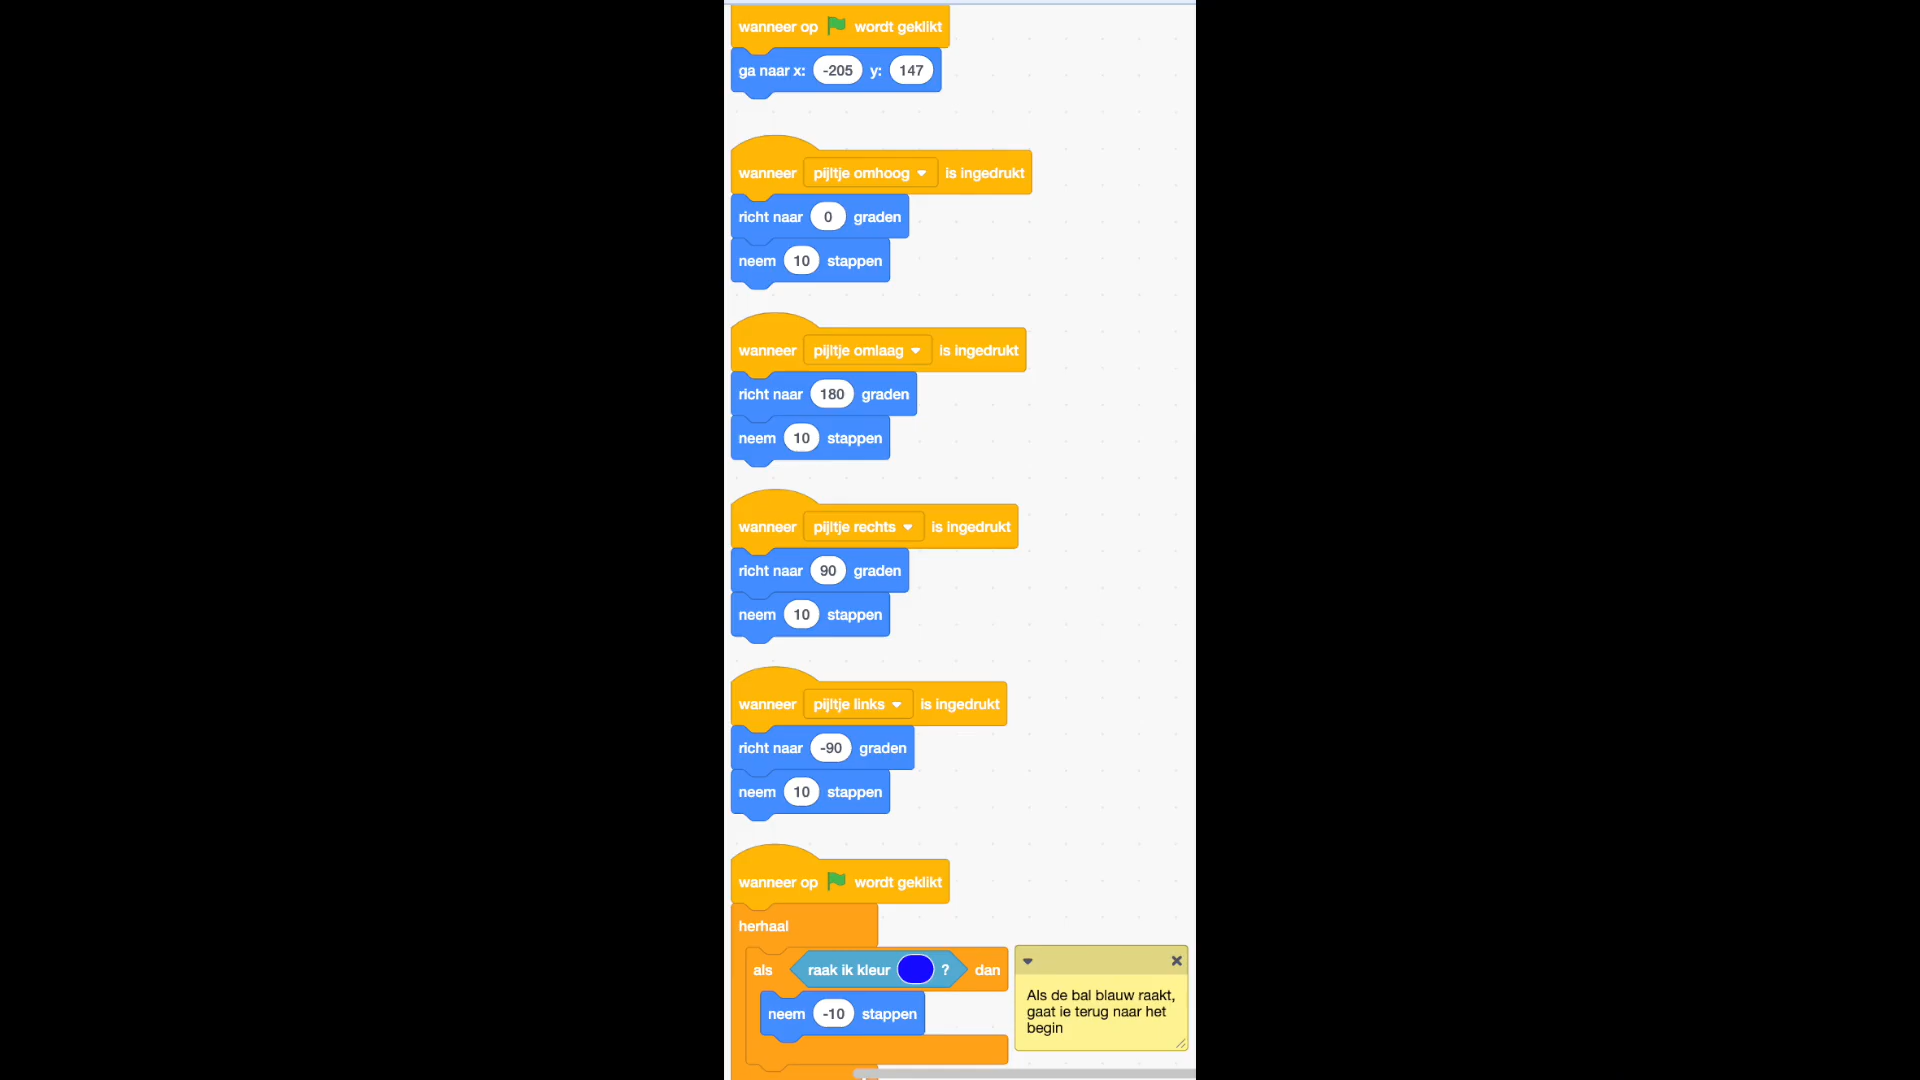 wanneer op wordt geklikt
ga naar x: -205 y: 147
wanneer pijltje omhoog is ingedrukt
richt naar 0 graden
neem 10 stappen
wanneer pijltje omlaag is ingedrukt
richt naar 180 graden
neem 10 stappen
wanneer pijltje rechts is ingedrukt
richt naar 90 graden
neem 10 stappen
wanneer pijltje links is ingedrukt
richt naar -90 graden
neem 10 stappen
wanneer op wordt geklikt
herhaal
als raak ik kleur ? dan
neem -10 stappen
Als de bal blauw raakt,
gaat ie terug naar het
begin